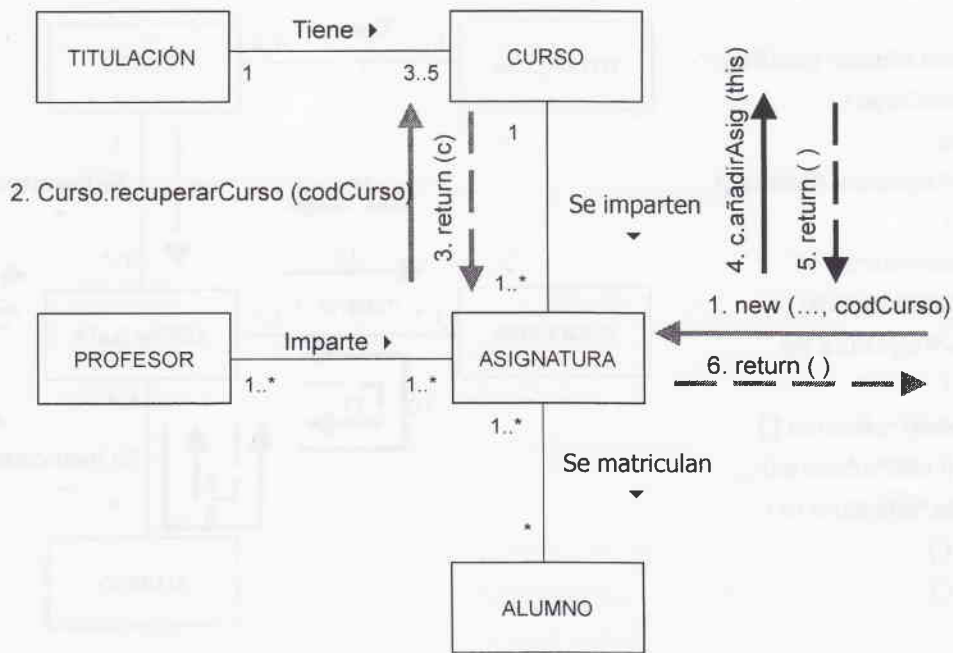 Tiene ▸
TITULACIÓN
CURSO
1
3..5
1
2. Curso.recuperarCurso (codCurso)
3. return (c)
Se imparten
4. c.añadirAsig (this)
5. return ( )
1..*
1. new (..., codCurso)
PROFESOR
Imparte ▸
ASIGNATURA
6. return ( )
1..*
1..*
1..*
Se matriculan
*
ALUMNO